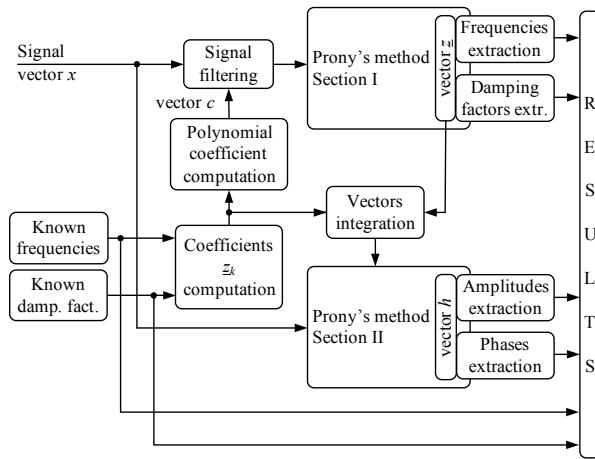 Signal
vector x
Signal
filtering
vector c
Polynomial
coefficient
computation
Known
frequencies
Known
damp. fact.
Coefficients
z_k
computation
Prony's method
Section I
vector z
Frequencies
extraction
Damping
factors extr.
Vectors
integration
Prony's method
Section II
vector h
Amplitudes
extraction
Phases
extraction
R
E
S
U
L
T
S